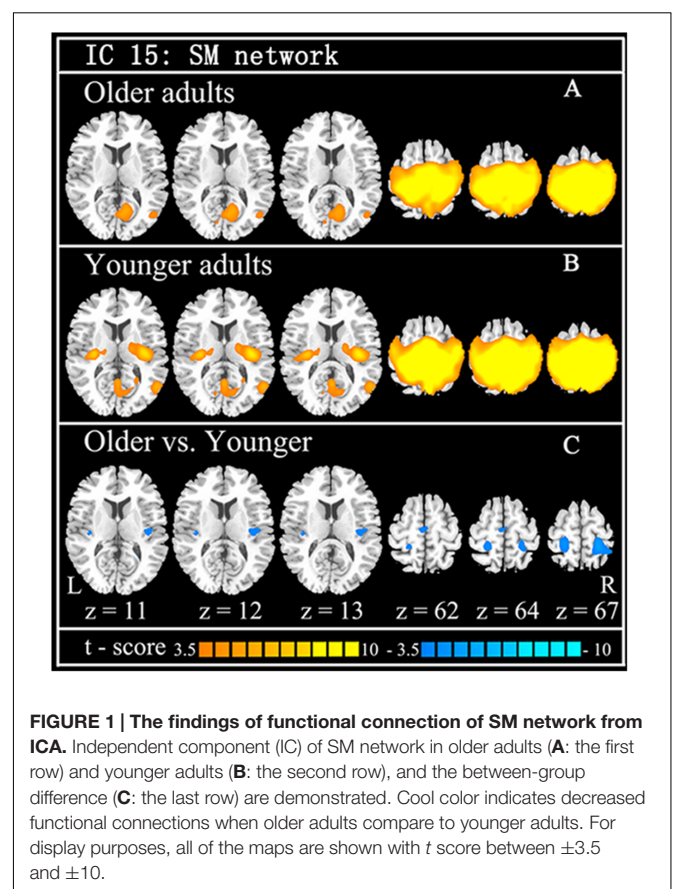 IC 15: SM network
Older adults
A
Younger adults
B
Older vs. Younger
C
L
R
z = 11 z = 12 z = 13 z = 62 z = 64 z = 67
t - score 3.5 10 - 3.5 - 10
FIGURE 1 | The findings of functional connection of SM network from
ICA. Independent component (IC) of SM network in older adults (A: the first
row) and younger adults (B: the second row), and the between-group
difference (C: the last row) are demonstrated. Cool color indicates decreased
functional connections when older adults compare to younger adults. For
display purposes, all of the maps are shown with t score between ±3.5
and ±10.